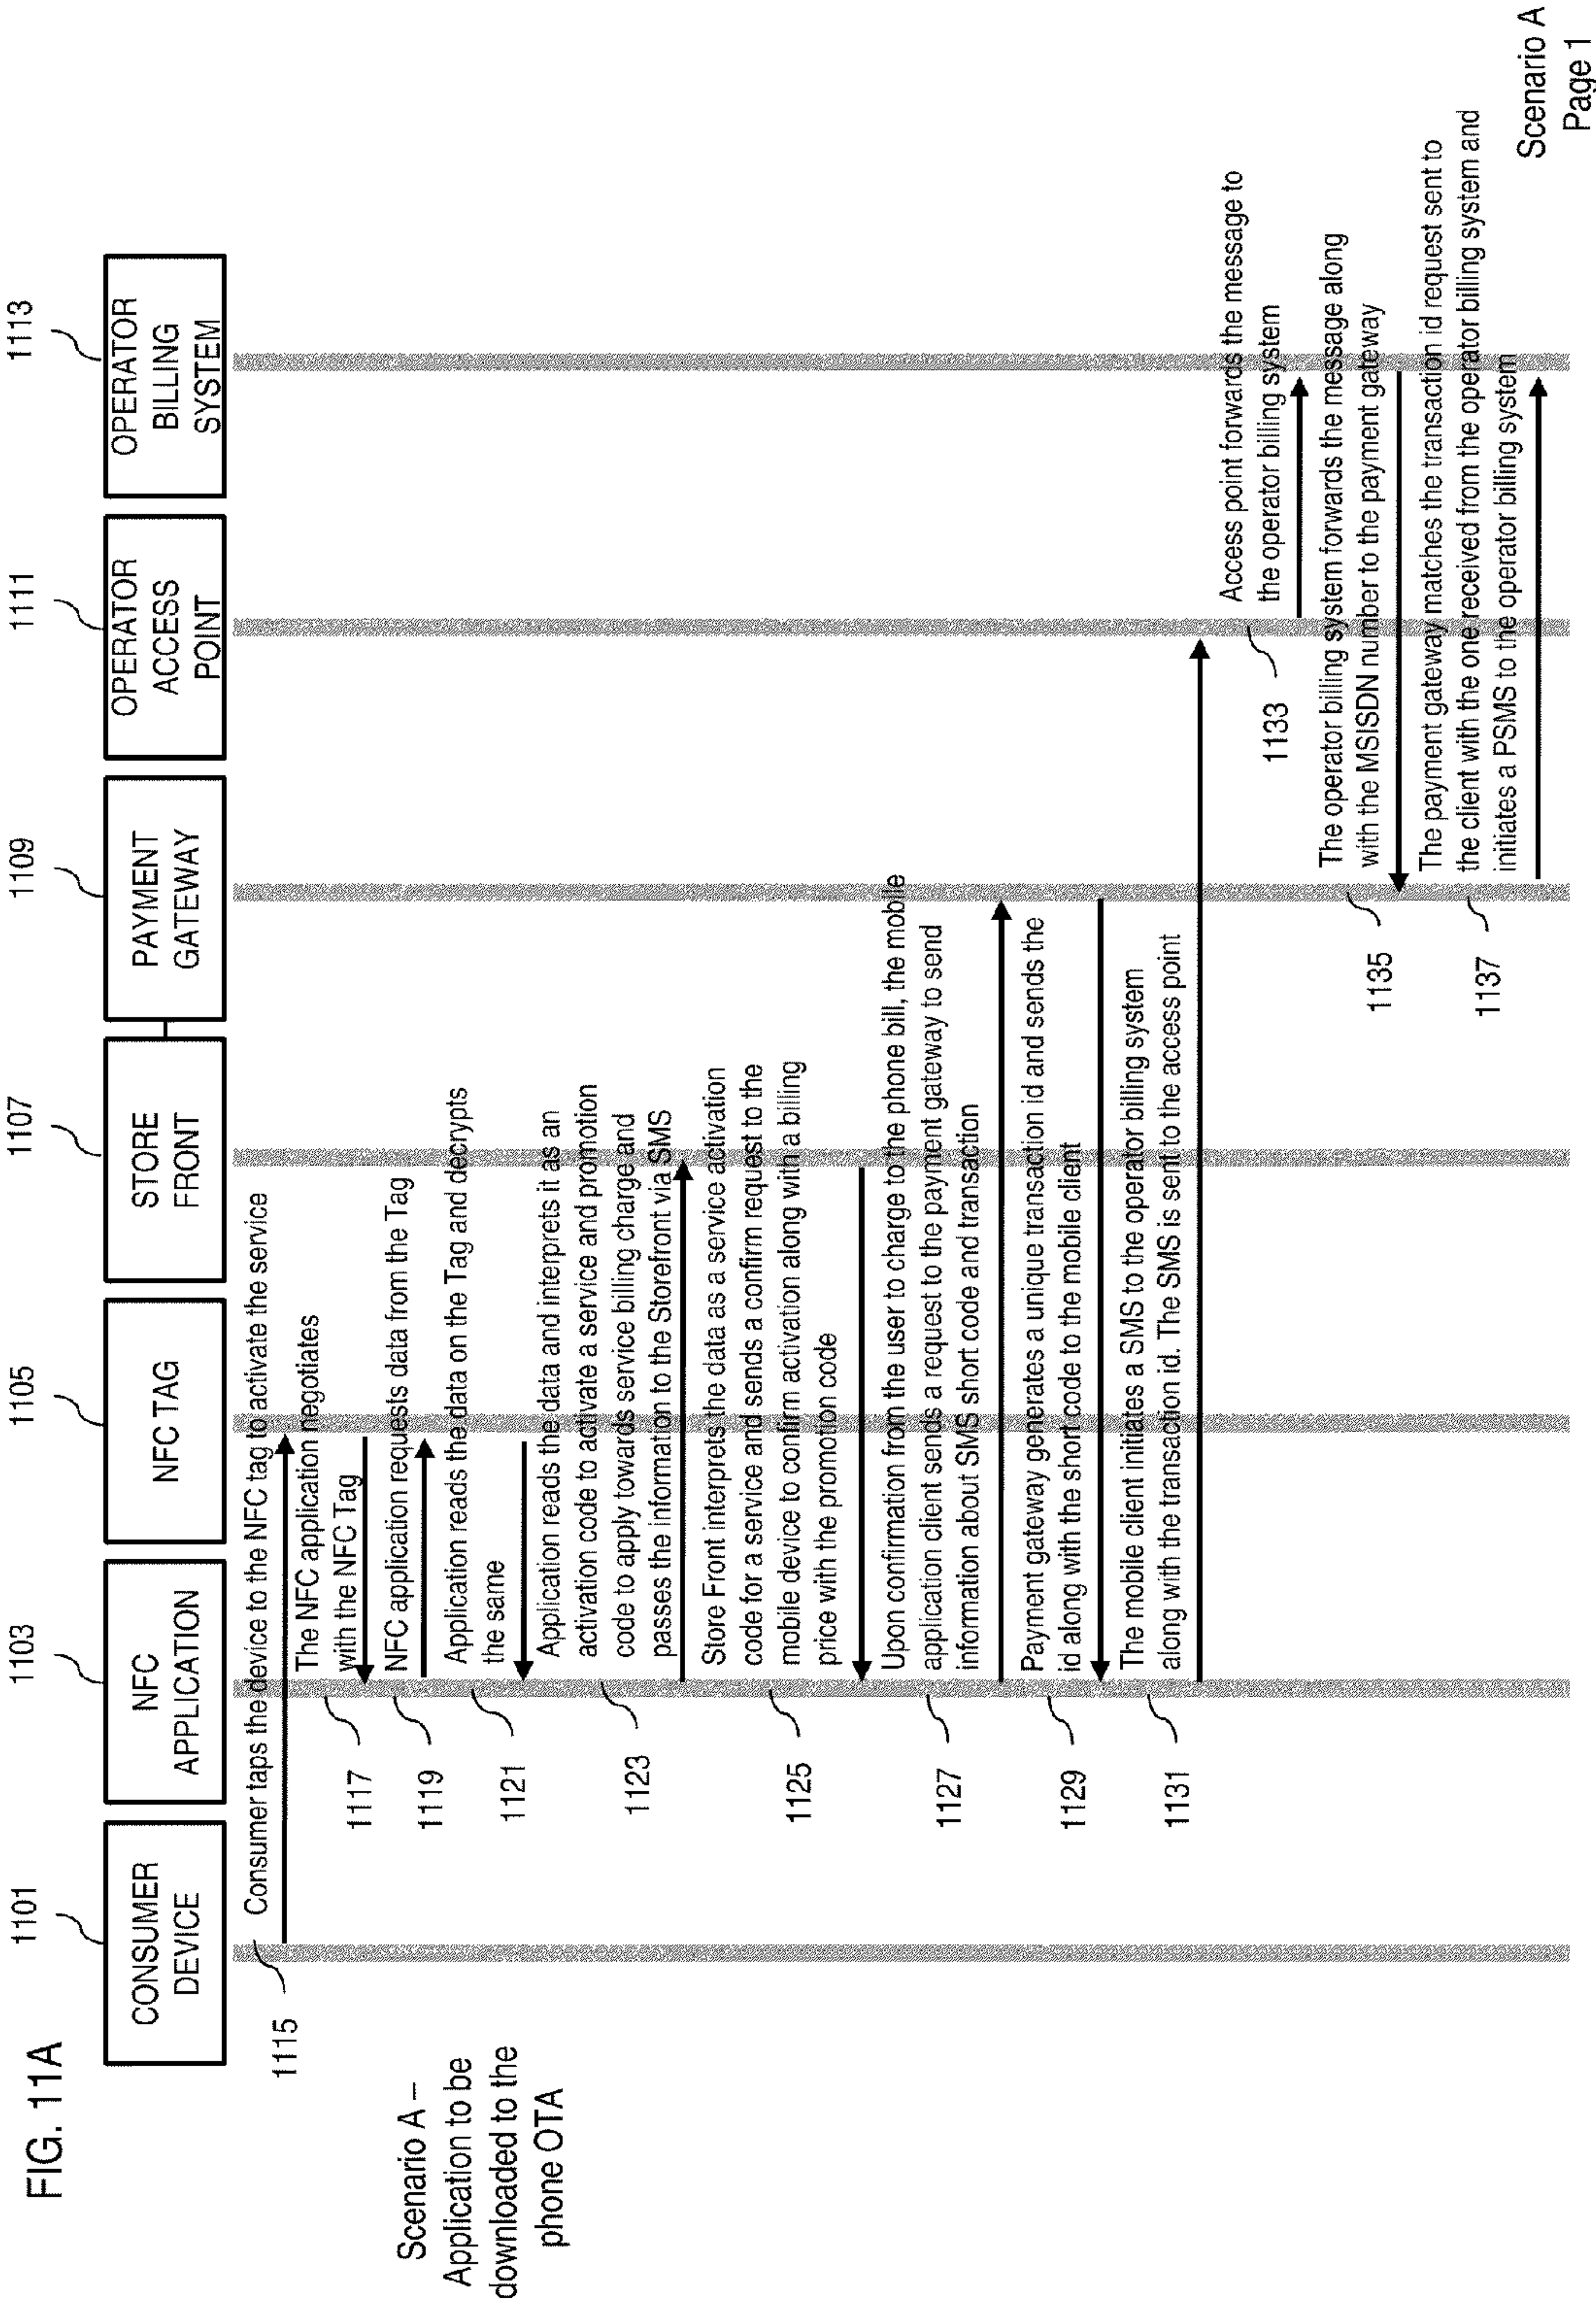 FIG. 11A
1101
CONSUMER
DEVICE
1103
NFC
APPLICATION
1105
NFC TAG
1107
STORE
FRONT
1109
PAYMENT
GATEWAY
1111
OPERATOR
ACCESS
POINT
1113
OPERATOR
BILLING
SYSTEM
Scenario A –
Application to be
downloaded to the
phone OTA
1115
Consumer taps the device to the NFC tag to activate the service
1117
The NFC application negotiates
with the NFC Tag
1119
NFC application requests data from the Tag
1121
Application reads the data on the Tag and decrypts
the same
1123
Application reads the data and interprets it as an
activation code to activate a service and promotion
code to apply towards service billing charge and
passes the information to the Storefront via SMS
1125
Store Front interprets the data as a service activation
code for a service and sends a confirm request to the
mobile device to confirm activation along with a billing
price with the promotion code
1127
Upon confirmation from the user to charge to the phone bill, the mobile
application client sends a request to the payment gateway to send
information about SMS short code and transaction
1129
Payment gateway generates a unique transaction id and sends the
id along with the short code to the mobile client
1131
The mobile client initiates a SMS to the operator billing system
along with the transaction id. The SMS is sent to the access point
1133
Access point forwards the message to
the operator billing system
1135
The operator billing system forwards the message along
with the MSISDN number to the payment gateway
1137
The payment gateway matches the transaction id request sent to
the client with the one received from the operator billing system and
initiates a PSMS to the operator billing system
Scenario A
Page 1